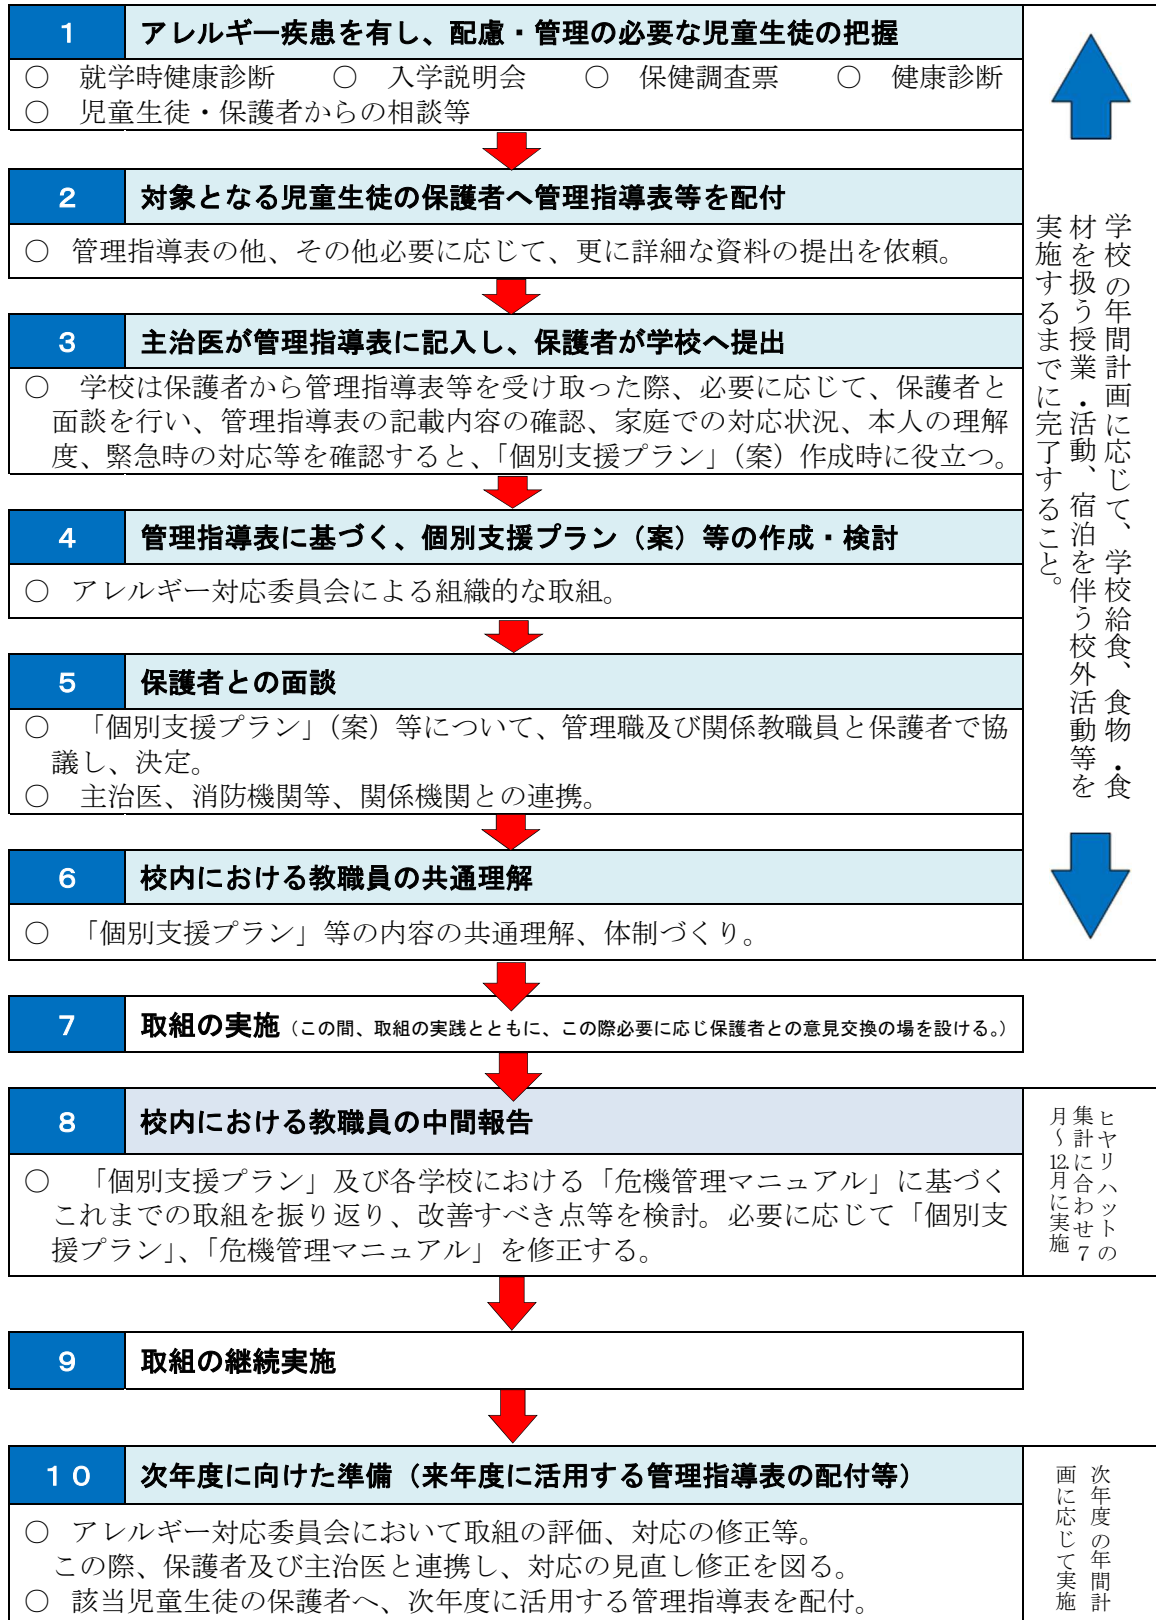 1 アレルギー疾患を有し、配慮・管理の必要な児童生徒の把握
○ 就学時健康診断 ○ 入学説明会 ○ 保健調査票 ○ 健康診断
○ 児童生徒・保護者からの相談等
2 対象となる児童生徒の保護者へ管理指導表等を配付
○ 管理指導表の他、その他必要に応じて、更に詳細な資料の提出を依頼。
3 主治医が管理指導表に記入し、保護者が学校へ提出
○ 学校は保護者から管理指導表等を受け取った際、必要に応じて、保護者と
面談を行い、管理指導表の記載内容の確認、家庭での対応状況、本人の理解
度、緊急時の対応等を確認すると、「個別支援プラン」（案）作成時に役立つ。
4 管理指導表に基づく、個別支援プラン（案）等の作成・検討
○ アレルギー対応委員会による組織的な取組。
5 保護者との面談
○ 「個別支援プラン」（案）等について、管理職及び関係教職員と保護者で協
議し、決定。
○ 主治医、消防機関等、関係機関との連携。
6 校内における教職員の共通理解
○ 「個別支援プラン」等の内容の共通理解、体制づくり。
学校の年間計画に応じて、学校給食、食物・食
材を扱う授業・活動、宿泊を伴う校外活動等を
実施するまでに完了すること。
7 取組の実施（この間、取組の実践とともに、この際必要に応じ保護者との意見交換の場を設ける。）
8 校内における教職員の中間報告
○ 「個別支援プラン」及び各学校における「危機管理マニュアル」に基づく
これまでの取組を振り返り、改善すべき点等を検討。必要に応じて「個別支
援プラン」、「危機管理マニュアル」を修正する。
ヒヤリハットの
集計に合わせ7
月～12月に実施
9 取組の継続実施
10 次年度に向けた準備（来年度に活用する管理指導表の配付等）
○ アレルギー対応委員会において取組の評価、対応の修正等。
この際、保護者及び主治医と連携し、対応の見直し修正を図る。
○ 該当児童生徒の保護者へ、次年度に活用する管理指導表を配付。
次年度の年間計
画に応じて実施